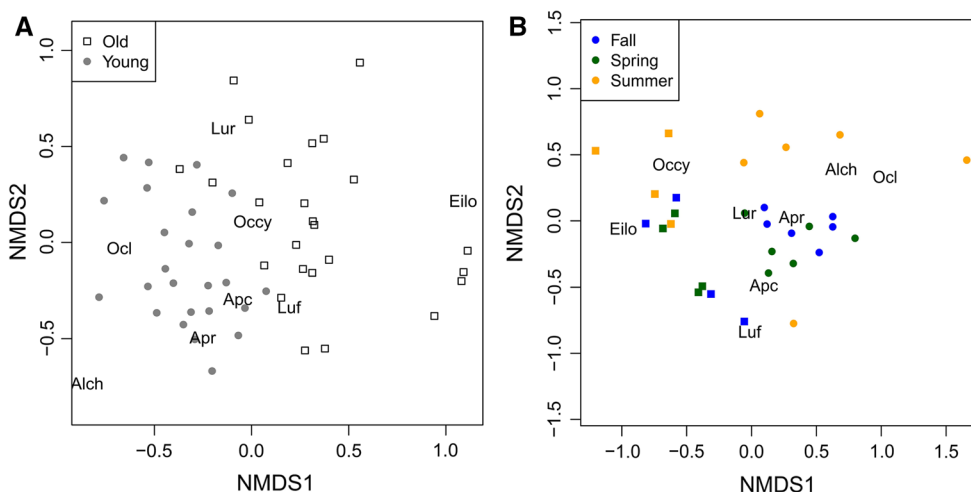 A
Old
Young
NMDS2
1.0
0.5
0.0
−0.5
Lur
Eilo
Occy
Ocl
Apc
Luf
Apr
Alch
−0.5
0.0
0.5
1.0
NMDS1
B
Fall
Spring
Summer
NMDS2
1.5
1.0
0.5
0.0
−0.5
−1.0
−1.5
Occy
Alch
Ocl
Lur
Apr
Eilo
Apc
Luf
−1.0
−0.5
0.0
0.5
1.0
1.5
NMDS1